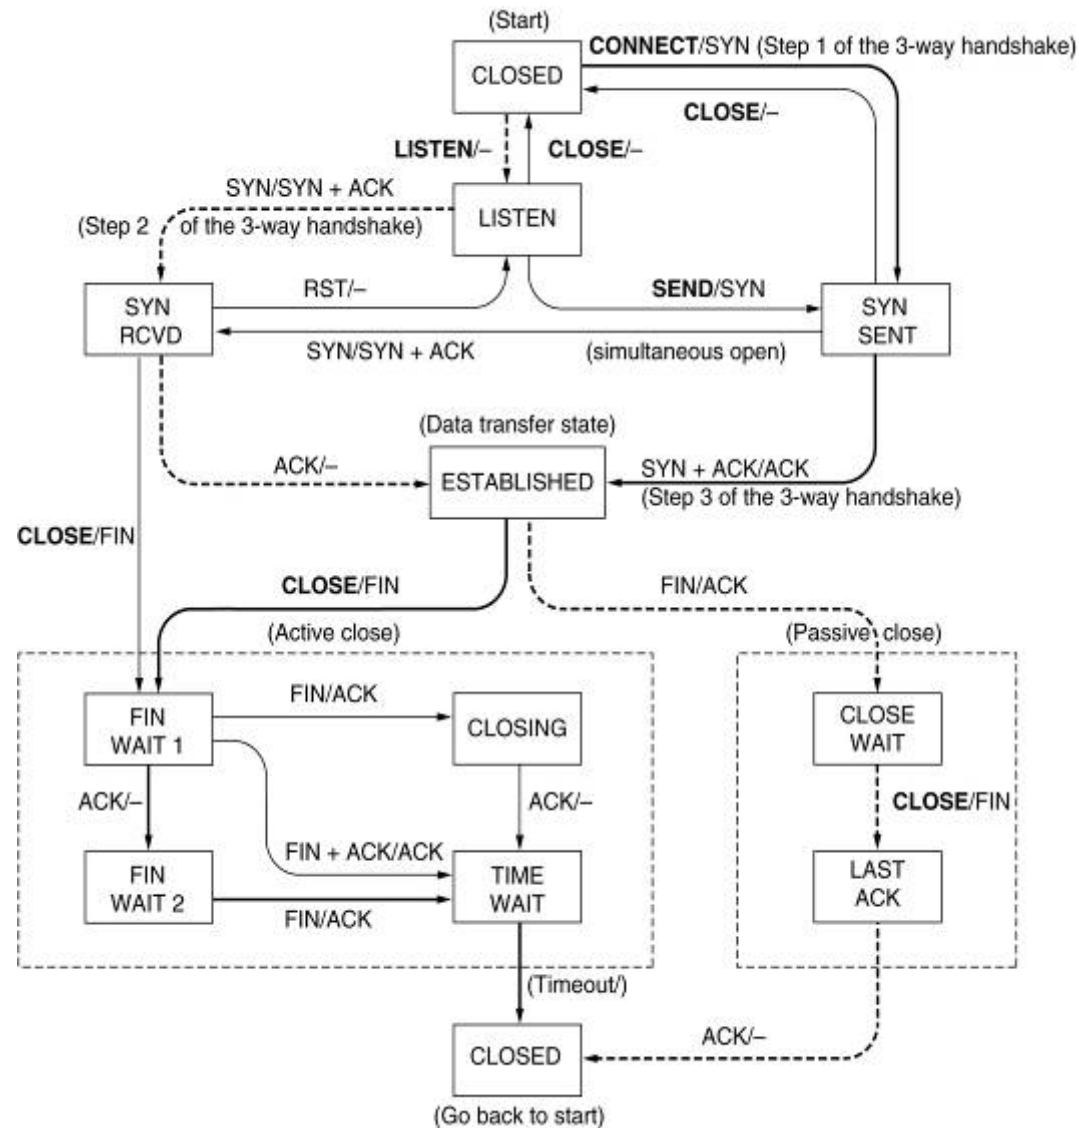 (Start)
CONNECT/SYN (Step 1 of the 3-way handshake)
CLOSED
CLOSE/–
LISTEN/–
CLOSE/–
SYN/SYN + ACK
LISTEN
(Step 2 of the 3-way handshake)
RST/–
SEND/SYN
SYN
RCVD
SYN
SENT
SYN/SYN + ACK
(simultaneous open)
(Data transfer state)
ACK/–
ESTABLISHED
SYN + ACK/ACK
(Step 3 of the 3-way handshake)
CLOSE/FIN
CLOSE/FIN
FIN/ACK
(Active close)
(Passive close)
FIN
WAIT 1
FIN/ACK
CLOSING
CLOSE
WAIT
ACK/–
ACK/–
CLOSE/FIN
FIN + ACK/ACK
FIN
WAIT 2
FIN/ACK
TIME
WAIT
LAST
ACK
(Timeout/)
CLOSED
ACK/–
(Go back to start)